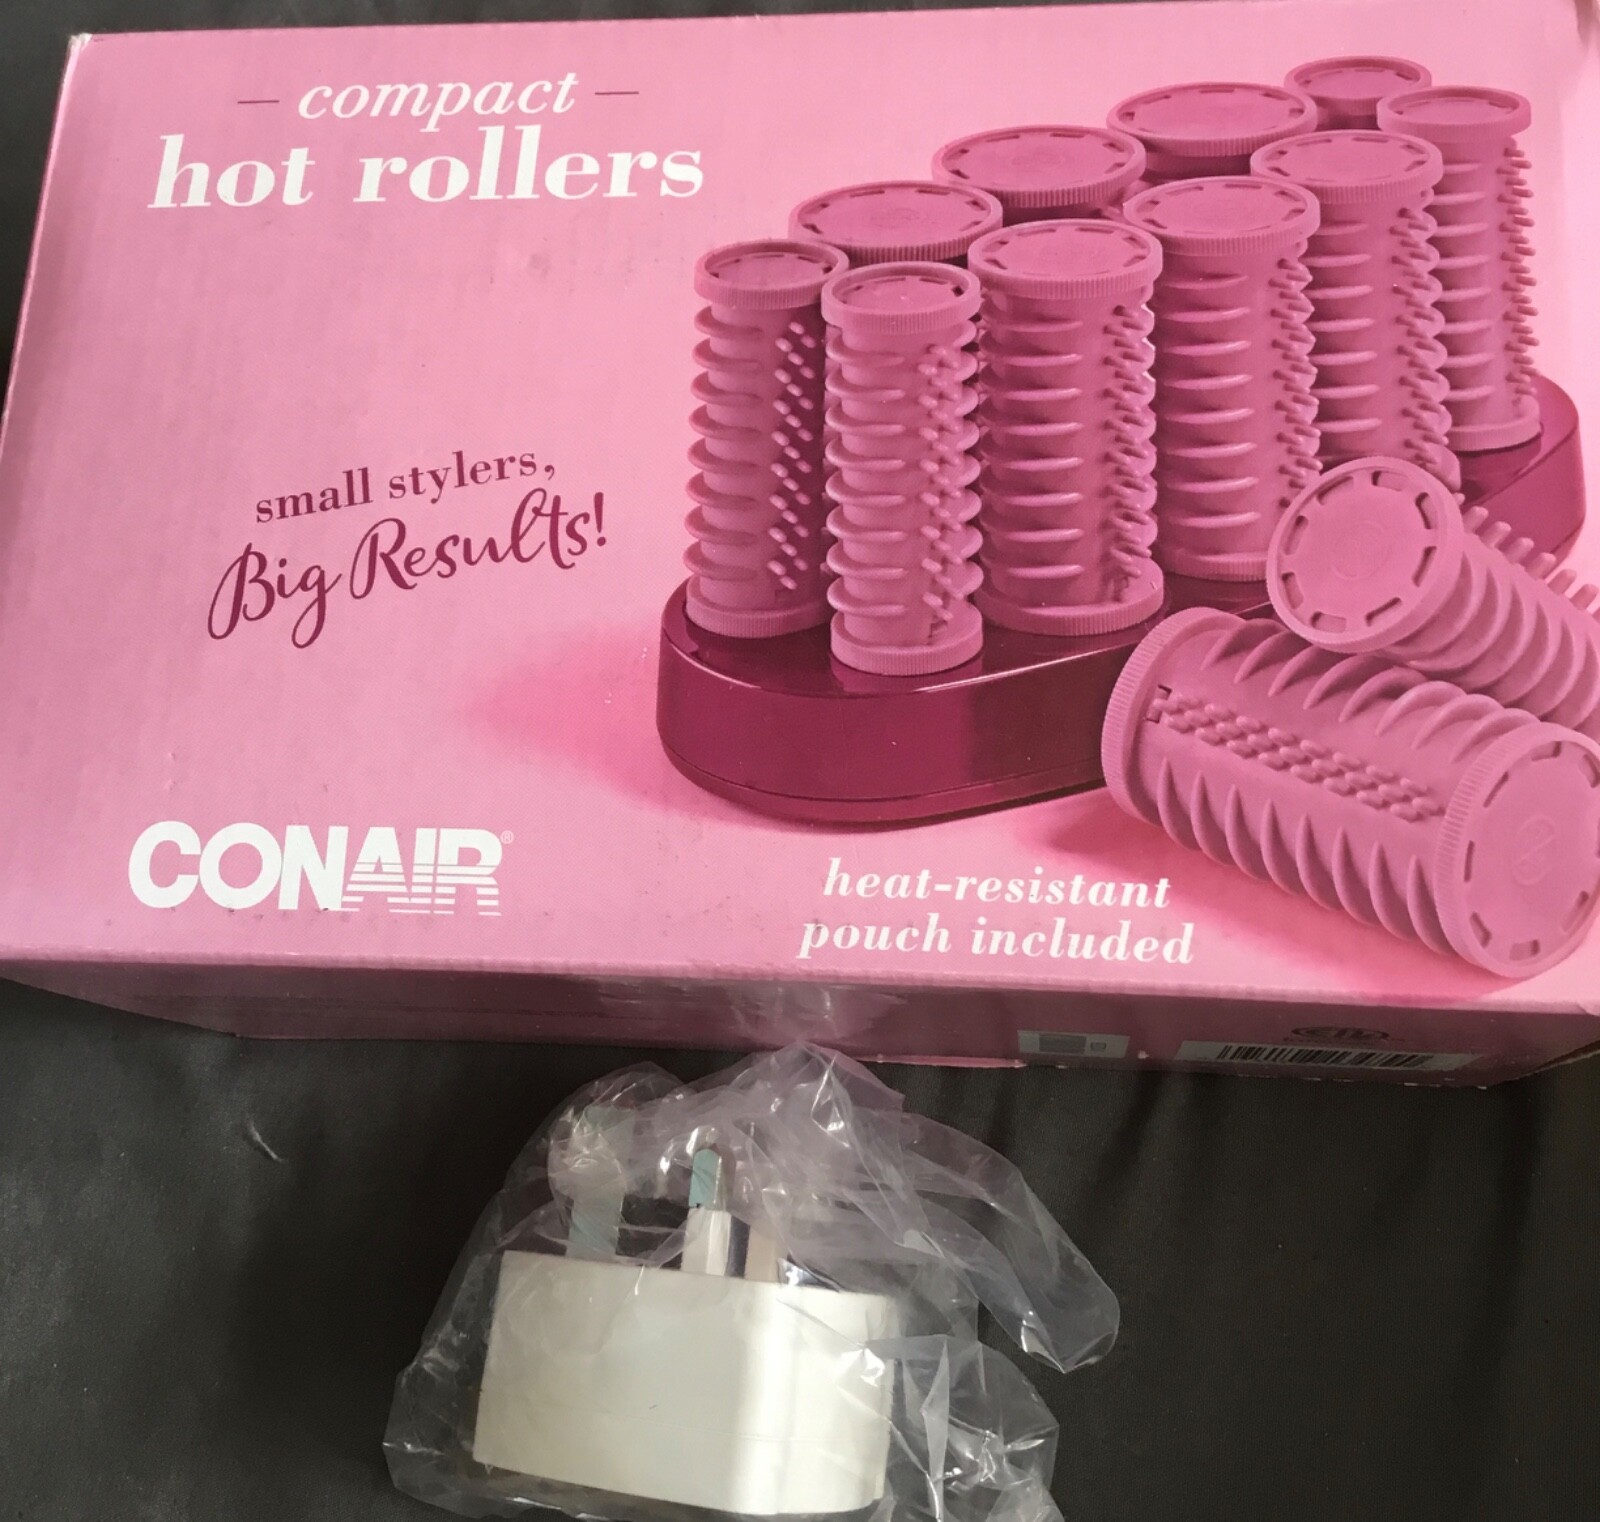 — compact —
hot rollers
small stylers,
Big Results!
CONAIR®
heat-resistant
pouch included